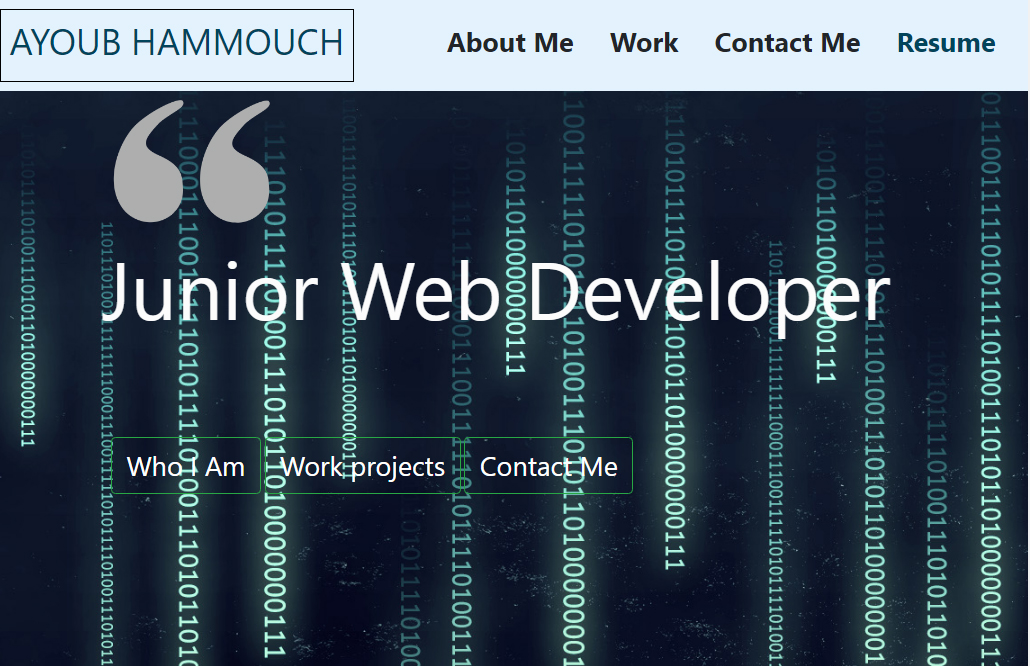 AYOUB HAMMOUCH
About Me Work Contact Me Resume
“
Junior Web Developer
Who I Am Work projects Contact Me